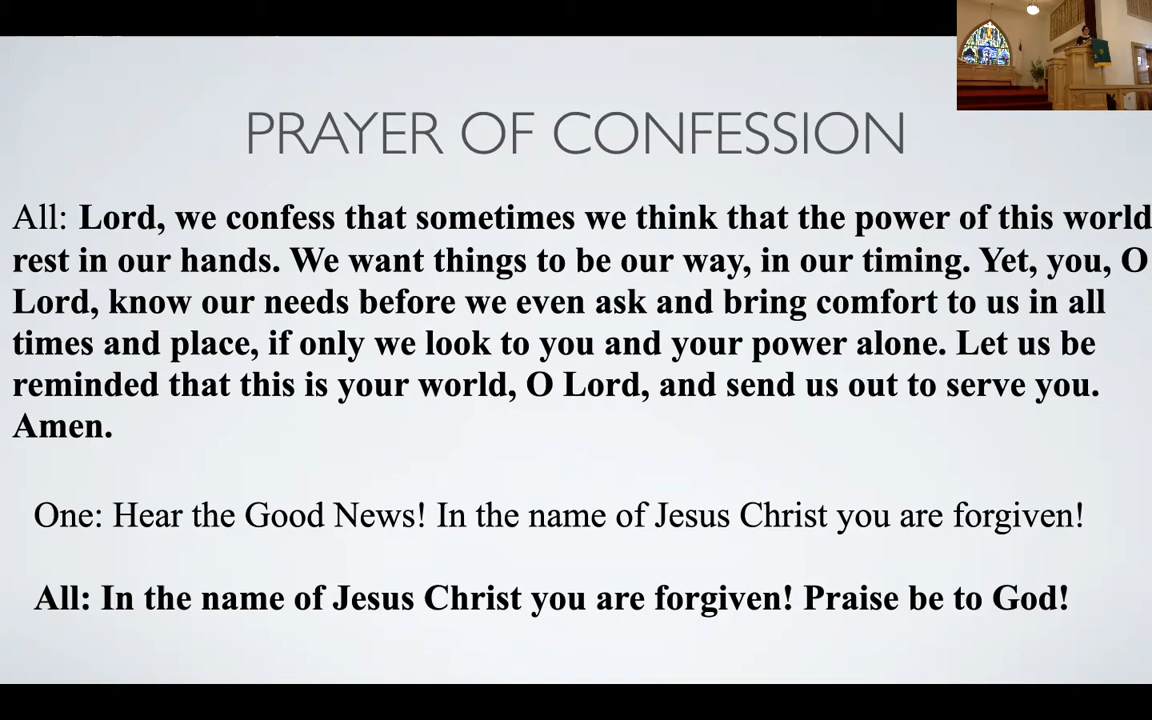 PRAYER OF CONFESSION
All: Lord, we confess that sometimes we think that the power of this world
rest in our hands. We want things to be our way, in our timing. Yet, you, O
Lord, know our needs before we even ask and bring comfort to us in all
times and place, if only we look to you and your power alone. Let us be
reminded that this is your world, O Lord, and send us out to serve you.
Amen.
One: Hear the Good News! In the name of Jesus Christ you are forgiven!
All: In the name of Jesus Christ you are forgiven! Praise be to God!